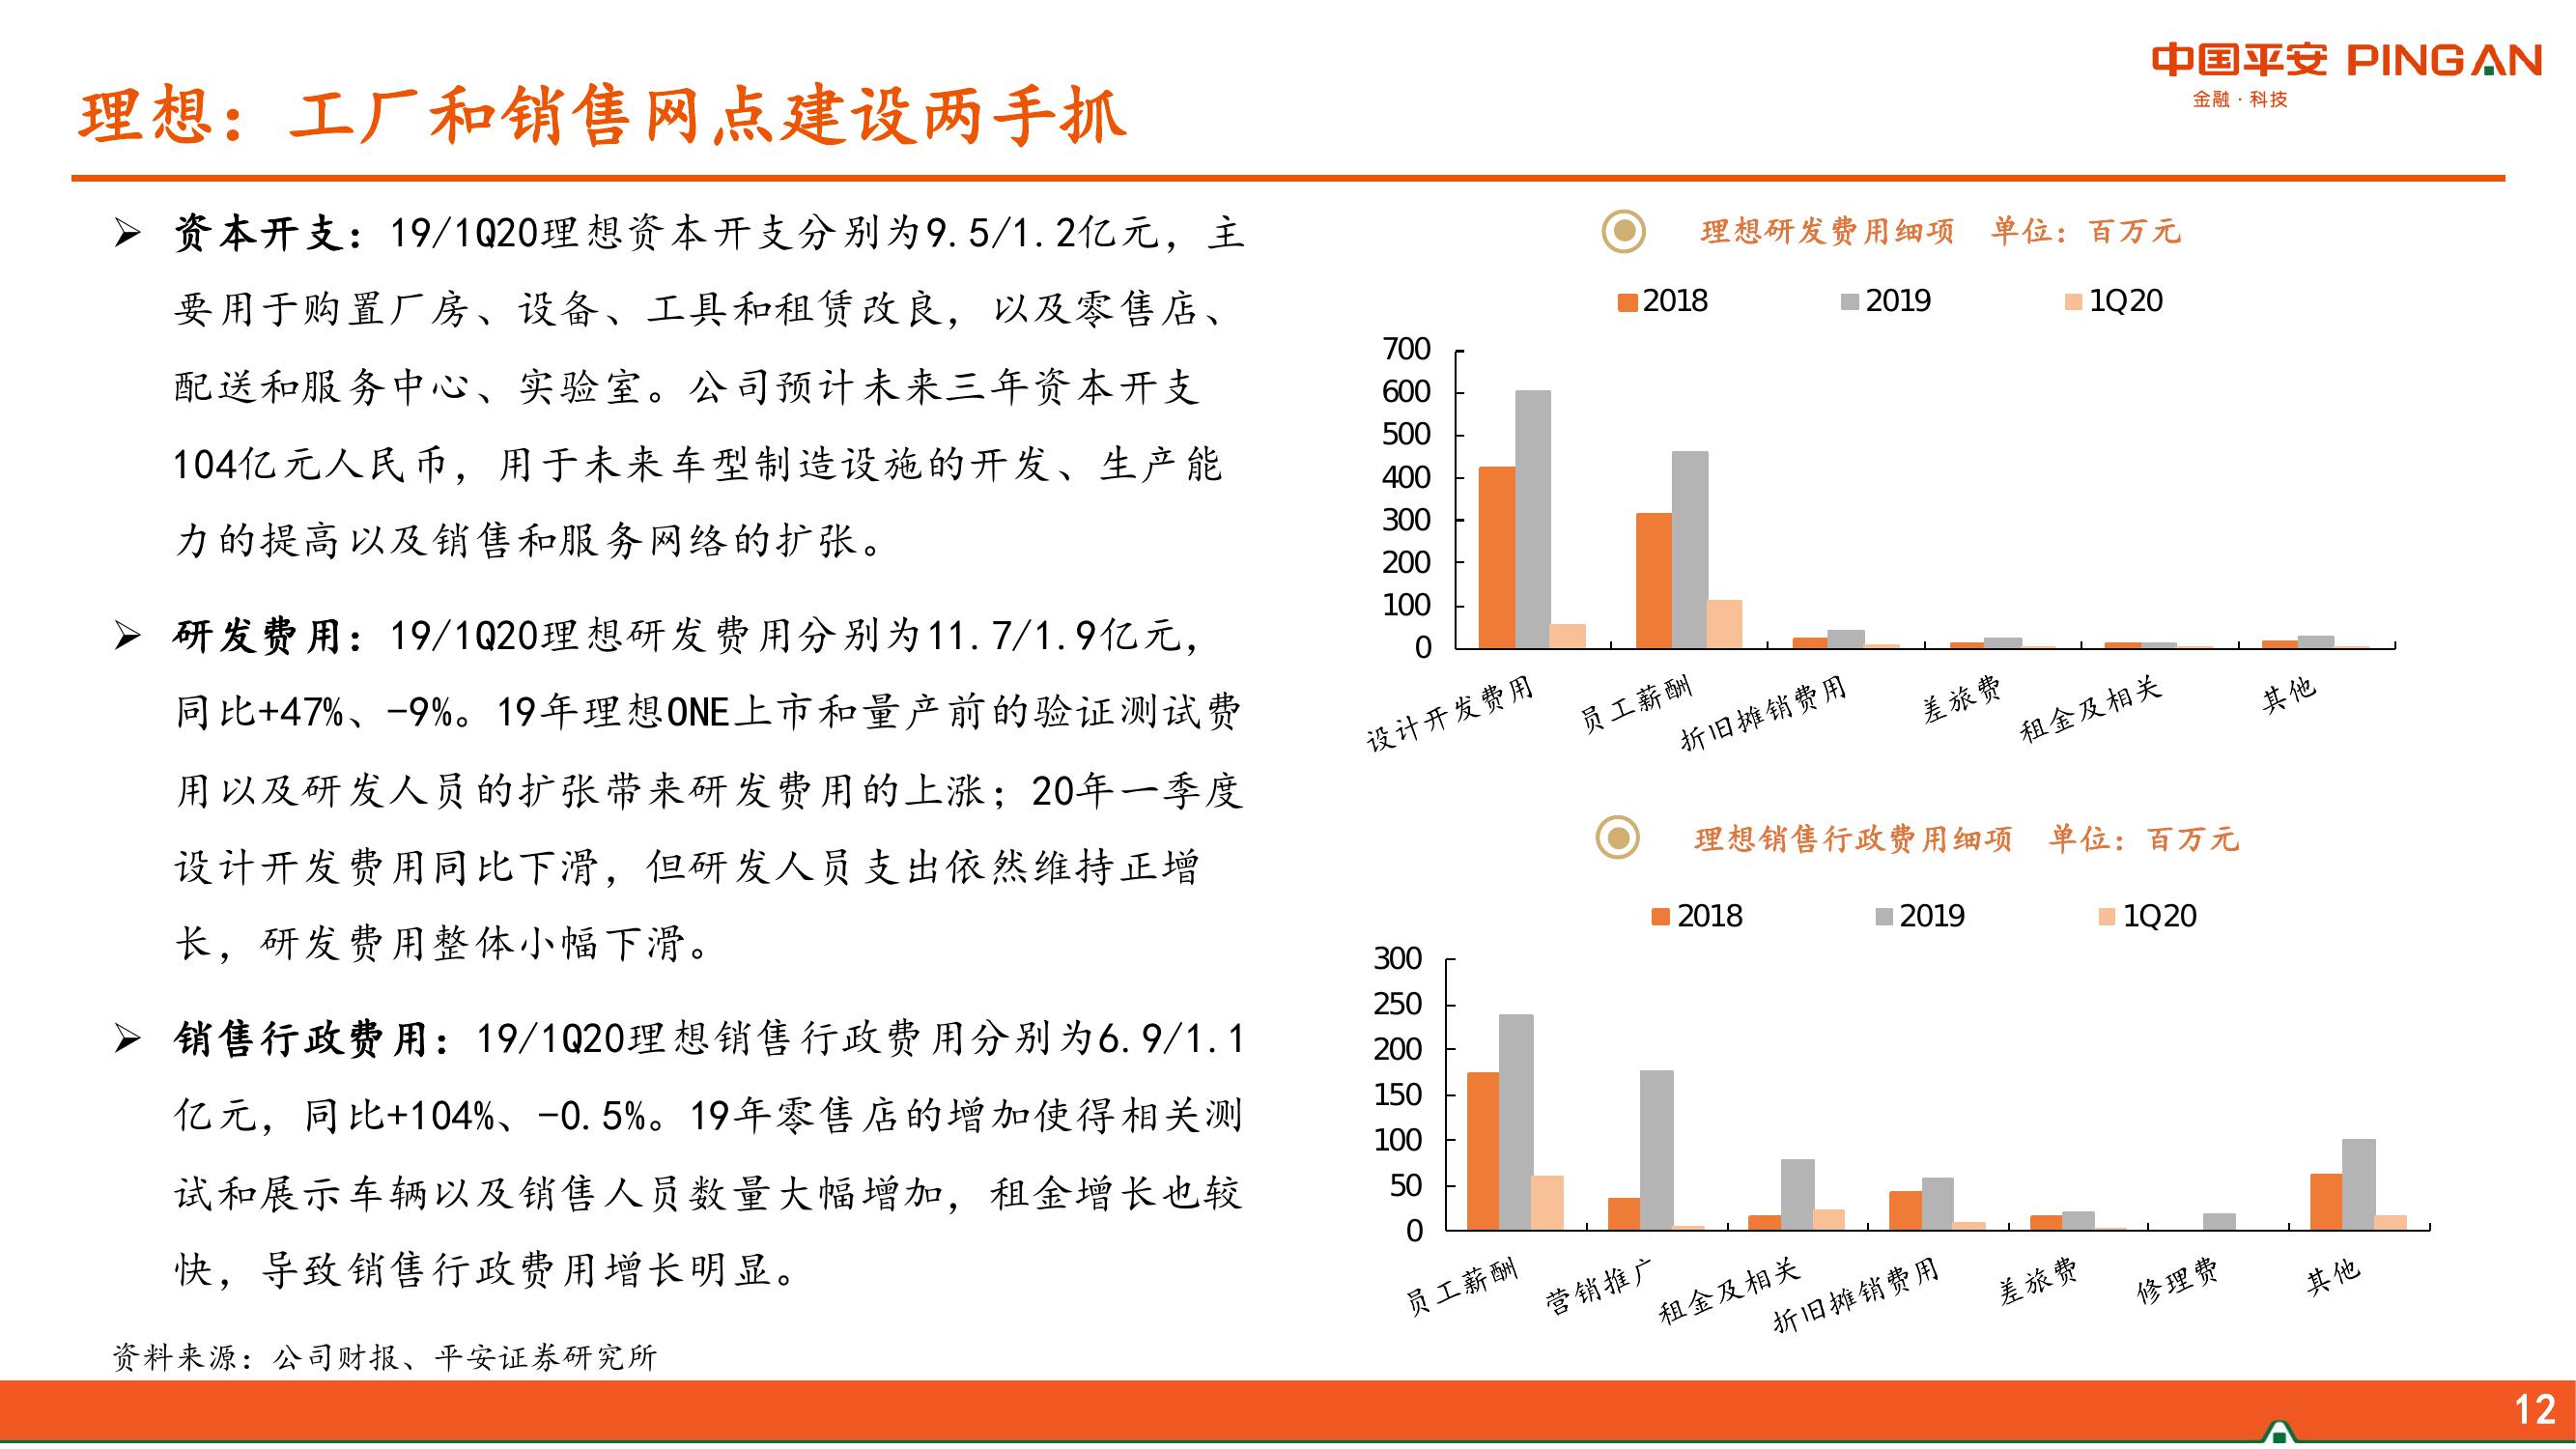 中国平安 PING AN
金融·科技
理想：工厂和销售网点建设两手抓
➢ 资本开支：19/1Q20理想资本开支分别为9.5/1.2亿元，主
要用于购置厂房、设备、工具和租赁改良，以及零售店、
配送和服务中心、实验室。公司预计未来三年资本开支
104亿元人民币，用于未来车型制造设施的开发、生产能
力的提高以及销售和服务网络的扩张。
➢ 研发费用：19/1Q20理想研发费用分别为11.7/1.9亿元，
同比+47%、-9%。19年理想ONE上市和量产前的验证测试费
用以及研发人员的扩张带来研发费用的上涨；20年一季度
设计开发费用同比下滑，但研发人员支出依然维持正增
长，研发费用整体小幅下滑。
➢ 销售行政费用：19/1Q20理想销售行政费用分别为6.9/1.1
亿元，同比+104%、-0.5%。19年零售店的增加使得相关测
试和展示车辆以及销售人员数量大幅增加，租金增长也较
快，导致销售行政费用增长明显。
资料来源：公司财报、平安证券研究所
理想研发费用细项 单位：百万元
2018 2019 1Q20
700
600
500
400
300
200
100
0
设计开发费用 员工薪酬 折旧摊销费用 差旅费 租金及相关 其他
理想销售行政费用细项 单位：百万元
2018 2019 1Q20
300
250
200
150
100
50
0
员工薪酬 营销推广 租金及相关 折旧摊销费用 差旅费 修理费 其他
12